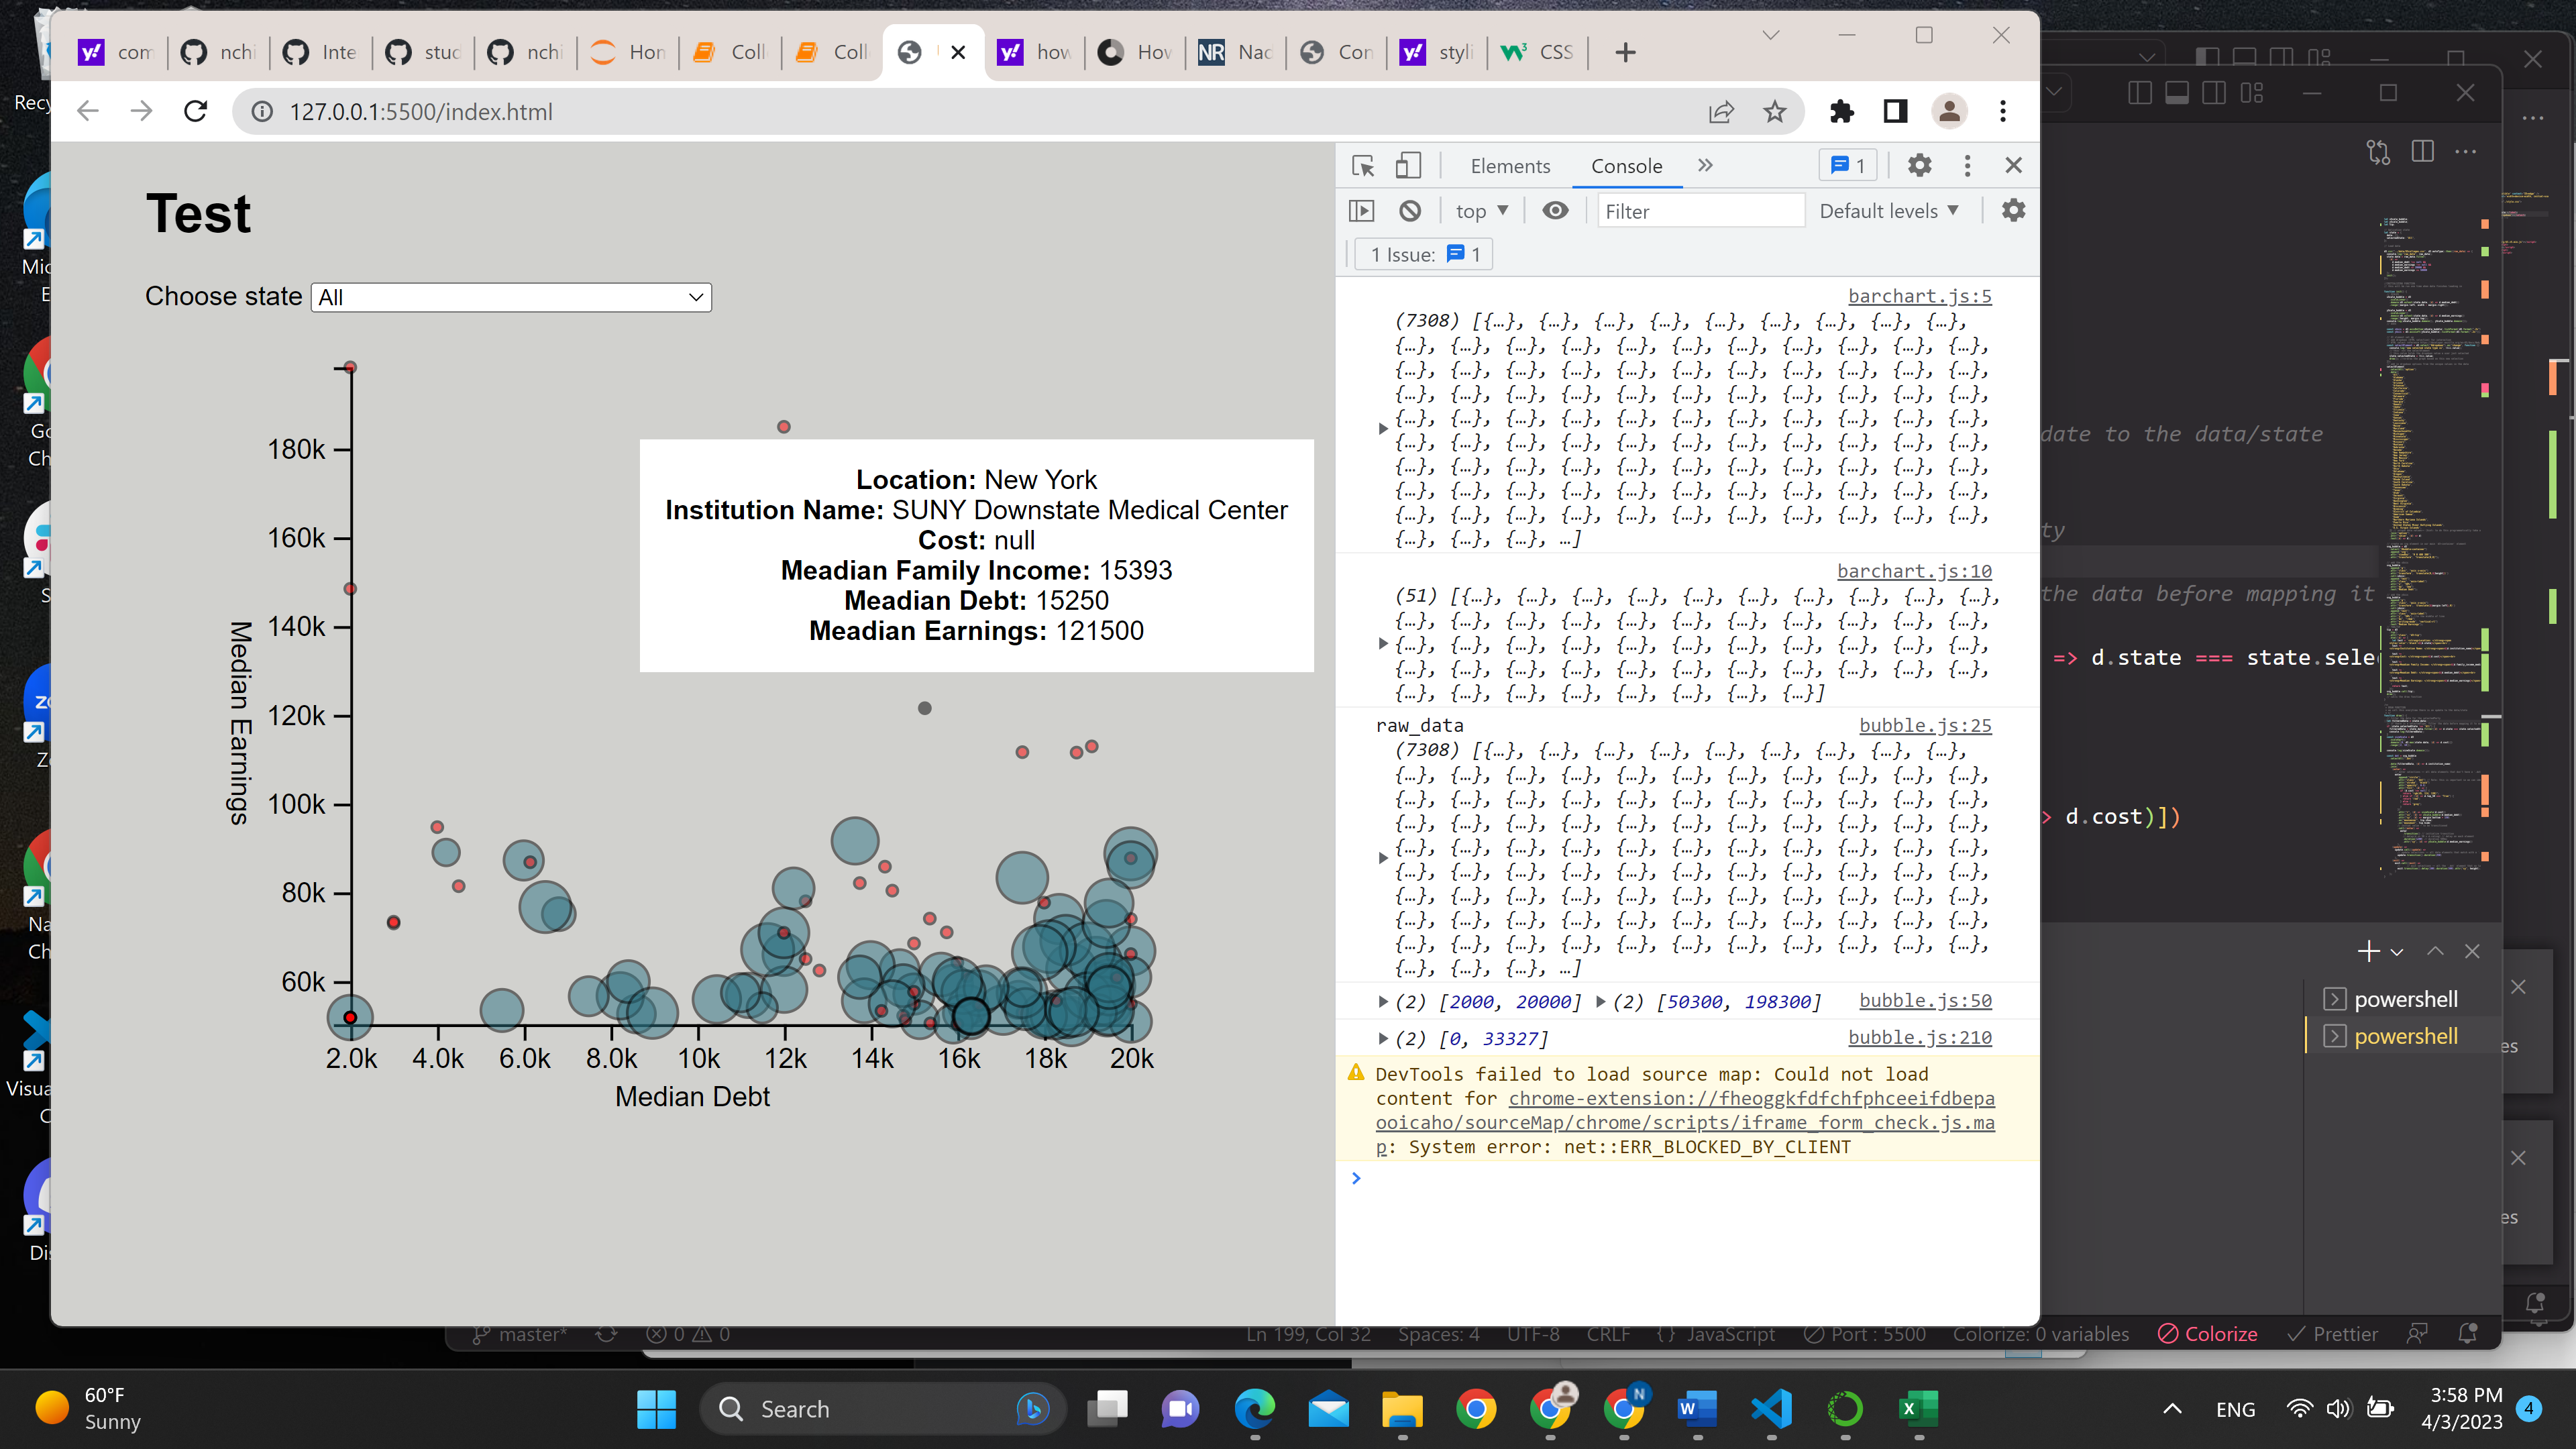 com
nchi
Inte
stud
nchi
Hon
Coll
Coll
how
How
NR
Nad
Con
styli
CSS
127.0.0.1:5500/index.html
Test
Choose state All
180k
160k
140k
120k
100k
80k
60k
Median Earnings
2.0k 4.0k 6.0k 8.0k 10k 12k 14k 16k 18k 20k
Median Debt
Location: New York
Institution Name: SUNY Downstate Medical Center
Cost: null
Meadian Family Income: 15393
Meadian Debt: 15250
Meadian Earnings: 121500
Elements Console 1
top Filter Default levels
1 Issue: 1
barchart.js:5
(7308) [{…}, {…}, {…}, {…}, {…}, {…}, {…}, {…}, {…},
{…}, {…}, {…}, {…}, {…}, {…}, {…}, {…}, {…}, {…},
{…}, {…}, {…}, {…}, {…}, {…}, {…}, {…}, {…}, {…},
{…}, {…}, {…}, {…}, {…}, {…}, {…}, {…}, {…}, {…},
{…}, {…}, {…}, {…}, {…}, {…}, {…}, {…}, {…}, {…},
{…}, {…}, {…}, {…}, {…}, {…}, {…}, {…}, {…}, {…},
{…}, {…}, {…}, {…}, {…}, {…}, {…}, {…}, {…}, {…},
{…}, {…}, {…}, {…}, {…}, {…}, {…}, {…}, {…}, {…},
{…}, {…}, {…}, {…}, {…}, {…}, {…}, {…}, {…}, {…},
{…}, {…}, {…}, …]
barchart.js:10
(51) [{…}, {…}, {…}, {…}, {…}, {…}, {…}, {…}, {…}, {…},
{…}, {…}, {…}, {…}, {…}, {…}, {…}, {…}, {…}, {…},
{…}, {…}, {…}, {…}, {…}, {…}, {…}, {…}, {…}, {…},
{…}, {…}, {…}, {…}, {…}, {…}, {…}, {…}, {…}, {…},
{…}, {…}, {…}, {…}, {…}, {…}, {…}]
raw_data bubble.js:25
(7308) [{…}, {…}, {…}, {…}, {…}, {…}, {…}, {…}, {…},
{…}, {…}, {…}, {…}, {…}, {…}, {…}, {…}, {…}, {…},
{…}, {…}, {…}, {…}, {…}, {…}, {…}, {…}, {…}, {…},
{…}, {…}, {…}, {…}, {…}, {…}, {…}, {…}, {…}, {…},
{…}, {…}, {…}, {…}, {…}, {…}, {…}, {…}, {…}, {…},
{…}, {…}, {…}, {…}, {…}, {…}, {…}, {…}, {…}, {…},
{…}, {…}, {…}, {…}, {…}, {…}, {…}, {…}, {…}, {…},
{…}, {…}, {…}, {…}, {…}, {…}, {…}, {…}, {…}, {…},
{…}, {…}, {…}, {…}, {…}, {…}, {…}, {…}, {…}, {…},
{…}, {…}, {…}, …]
(2) [2000, 20000] (2) [50300, 198300] bubble.js:50
(2) [0, 33327] bubble.js:210
DevTools failed to load source map: Could not load
content for chrome-extension://fheoggkfdfchfphceeifdbepa
ooicaho/sourceMap/chrome/scripts/iframe_form_check.js.ma
p: System error: net::ERR_BLOCKED_BY_CLIENT
date to the data/state
ty
the data before mapping it
=> d.state === state.sele
> d.cost)])
powershell
powershell
es
es
master* 0 0 Ln 199, Col 32 Spaces: 4 UTF-8 CRLF {} JavaScript Port : 5500 Colorize: 0 variables Colorize Prettier
Recy
Mic
E
Go
Ch
S
Zo
Na
Ch
Visua
C
Di
60°F
Sunny
Search
ENG
3:58 PM
4/3/2023
4